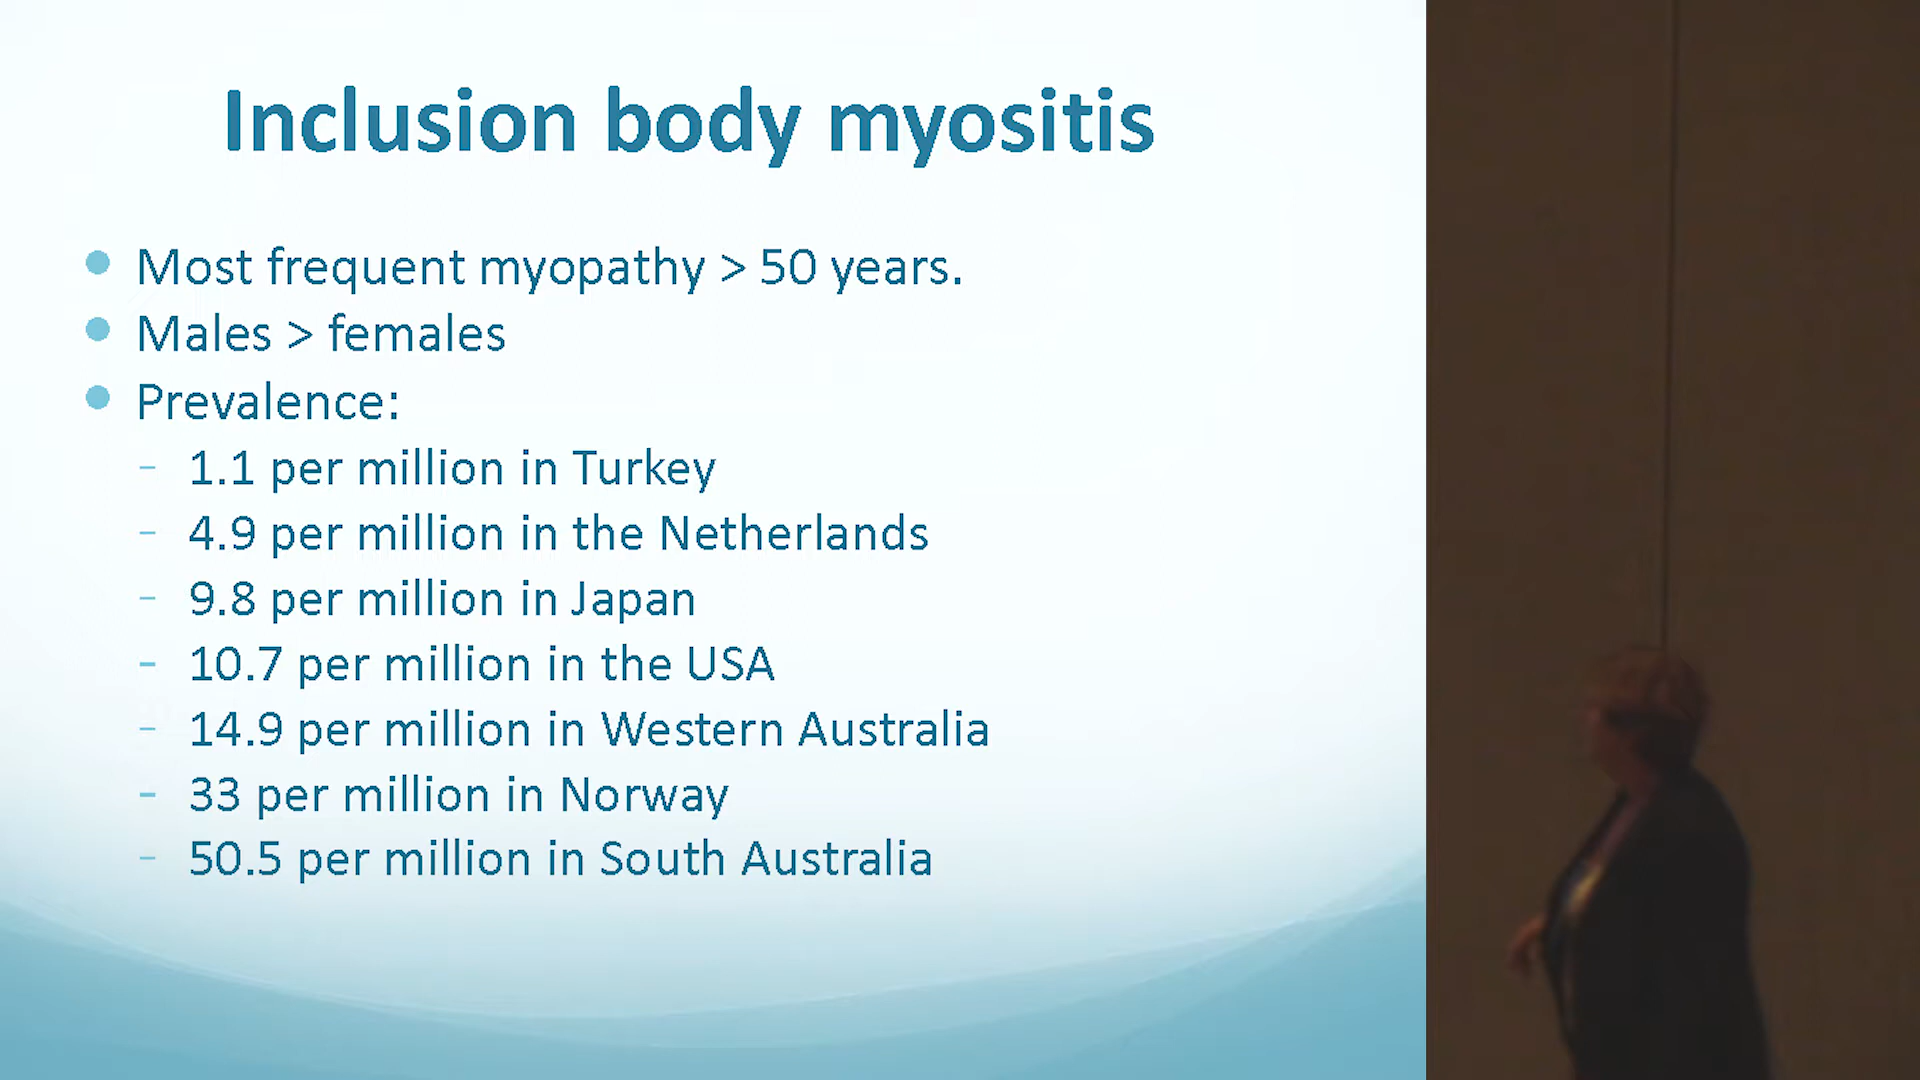 Inclusion body myositis
Most frequent myopathy > 50 years.
Males > females
Prevalence:
- 1.1 per million in Turkey
- 4.9 per million in the Netherlands
- 9.8 per million in Japan
- 10.7 per million in the USA
- 14.9 per million in Western Australia
- 33 per million in Norway
- 50.5 per million in South Australia